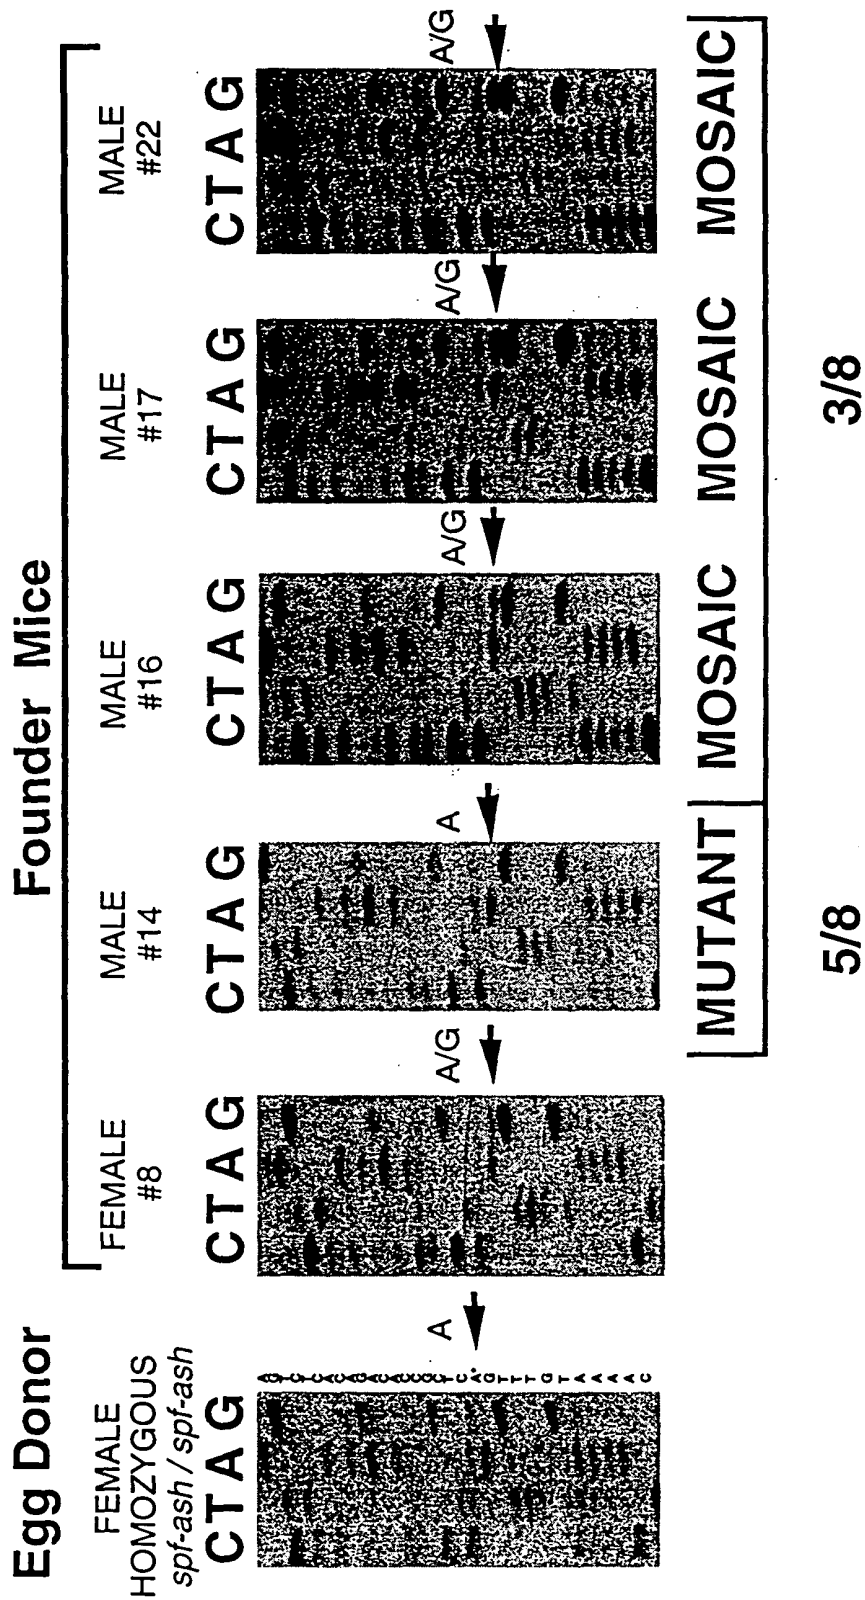 Egg Donor
Founder Mice
FEMALE
HOMOZYGOUS
spf-ash / spf-ash
CTAG
A
FEMALE
#8
CTAG
A/G
MALE
#14
CTAG
A
MALE
#16
CTAG
A/G
MALE
#17
CTAG
A/G
MALE
#22
CTAG
A/G
C
A*
G
T
T
T
G
T
A
A
A
A
C
MUTANT
MOSAIC
MOSAIC
MOSAIC
5/8
3/8